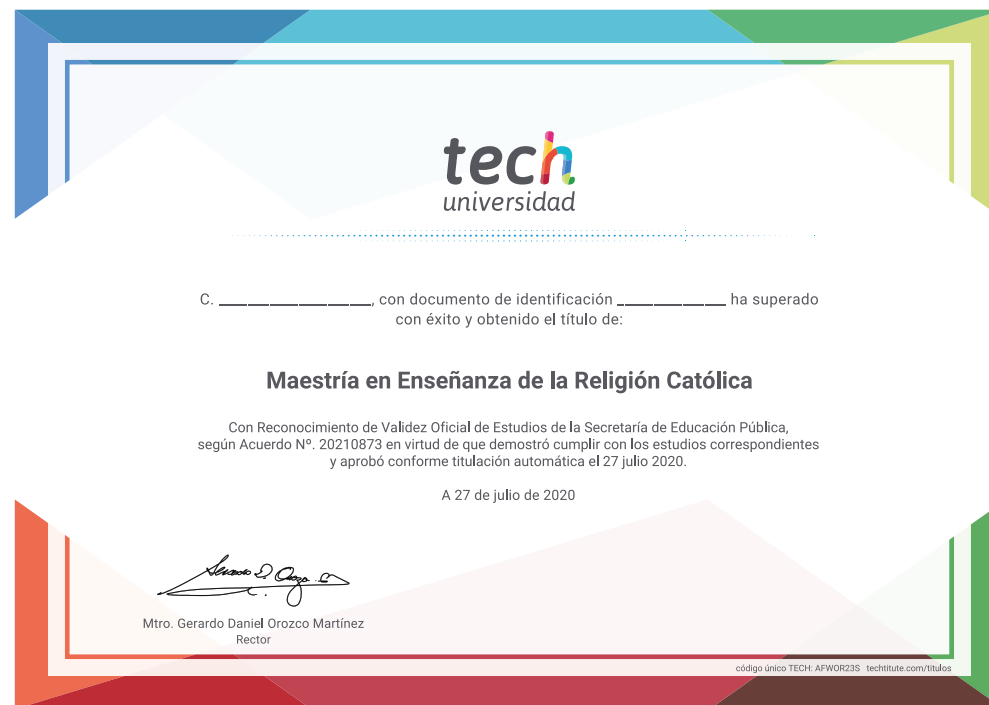 tech
universidad
C. ____________________, con documento de identificación ______________ ha superado
con éxito y obtenido el título de:
Maestría en Enseñanza de la Religión Católica
Con Reconocimiento de Validez Oficial de Estudios de la Secretaría de Educación Pública,
según Acuerdo Nº. 20210873 en virtud de que demostró cumplir con los estudios correspondientes
y aprobó conforme titulación automática el 27 julio 2020.
A 27 de julio de 2020
Mtro. Gerardo Daniel Orozco Martínez
Rector
código único TECH: AFWOR23S techtitute.com/titulos